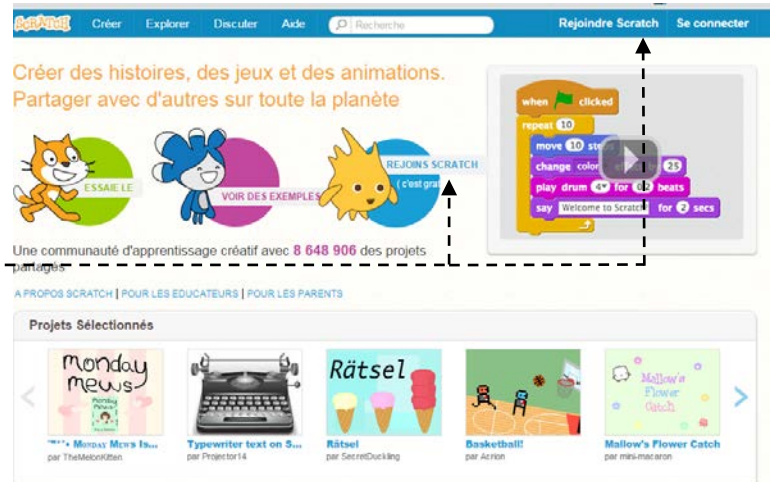 SCRATCH Créer Explorer Discuter Aide Recherche Rejoindre Scratch Se connecter
Créer des histoires, des jeux et des animations.
Partager avec d'autres sur toute la planète
ESSAIE LE
VOIR DES EXEMPLES
REJOINS SCRATCH
( c'est grat
when clicked
repeat 10
move 10 steps
change color 25
play drum 4 for 0.2 beats
say Welcome to Scratch for 2 secs
Une communauté d'apprentissage créatif avec 8 648 906 des projets
partagés
A PROPOS SCRATCH | POUR LES EDUCATEURS | POUR LES PARENTS
Projets Sélectionnés
monday
mews
Monday
Mews
Rätsel
Mallow's
Flower
Catch
Monday Mews Is...
par TheMelonKitten
Typewriter text on S...
par Projector14
Rätsel
par SecretDuckling
Basketball!
par Acrion
Mallow's Flower Catch
par mini-macaron